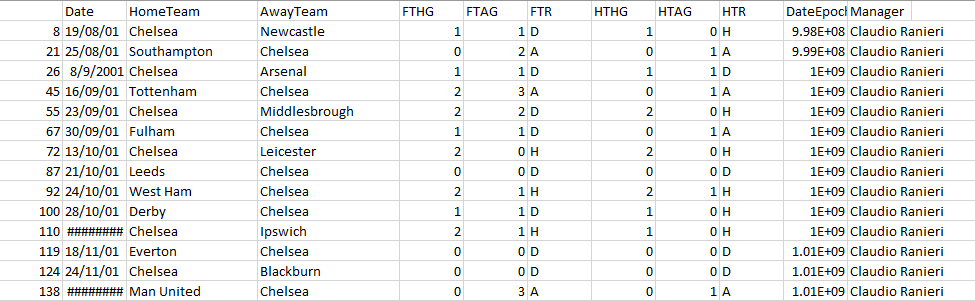 Date HomeTeam AwayTeam FTHG FTAG FTR HTHG HTAG HTR DateEpoch Manager
8 19/08/01 Chelsea Newcastle 1 1 D 1 0 H 9.98E+08 Claudio Ranieri
21 25/08/01 Southampton Chelsea 0 2 A 0 1 A 9.99E+08 Claudio Ranieri
26 8/9/2001 Chelsea Arsenal 1 1 D 1 1 D 1E+09 Claudio Ranieri
45 16/09/01 Tottenham Chelsea 2 3 A 0 1 A 1E+09 Claudio Ranieri
55 23/09/01 Chelsea Middlesbrough 2 2 D 2 0 H 1E+09 Claudio Ranieri
67 30/09/01 Fulham Chelsea 1 1 D 0 1 A 1E+09 Claudio Ranieri
72 13/10/01 Chelsea Leicester 2 0 H 2 0 H 1E+09 Claudio Ranieri
87 21/10/01 Leeds Chelsea 0 0 D 0 0 D 1E+09 Claudio Ranieri
92 24/10/01 West Ham Chelsea 2 1 H 2 1 H 1E+09 Claudio Ranieri
100 28/10/01 Derby Chelsea 1 1 D 1 0 H 1E+09 Claudio Ranieri
110 ######## Chelsea Ipswich 2 1 H 1 0 H 1E+09 Claudio Ranieri
119 18/11/01 Everton Chelsea 0 0 D 0 0 D 1.01E+09 Claudio Ranieri
124 24/11/01 Chelsea Blackburn 0 0 D 0 0 D 1.01E+09 Claudio Ranieri
138 ######## Man United Chelsea 0 3 A 0 1 A 1.01E+09 Claudio Ranieri